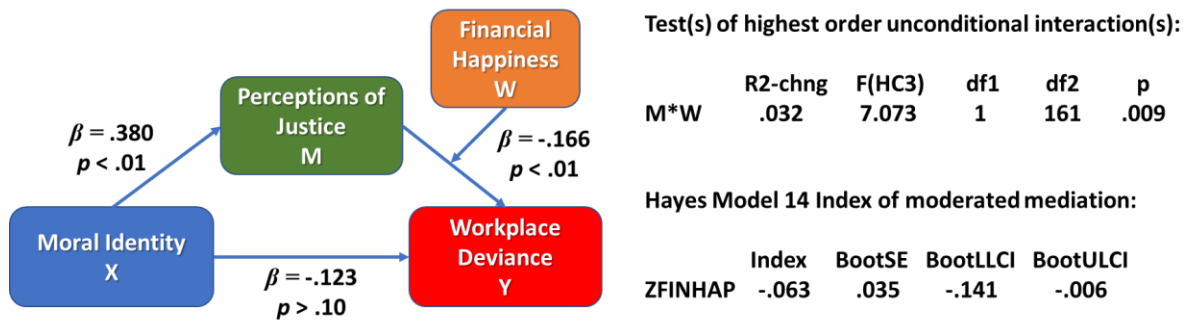 Financial
Happiness
W
Perceptions of
Justice
M
β = .380
p < .01
β = -.166
p < .01
Moral Identity
X
Workplace
Deviance
Y
β = -.123
p > .10
Test(s) of highest order unconditional interaction(s):
R2-chng F(HC3) df1 df2 p
M*W .032 7.073 1 161 .009
Hayes Model 14 Index of moderated mediation:
Index BootSE BootLLCI BootULCI
ZFINHAP -.063 .035 -.141 -.006